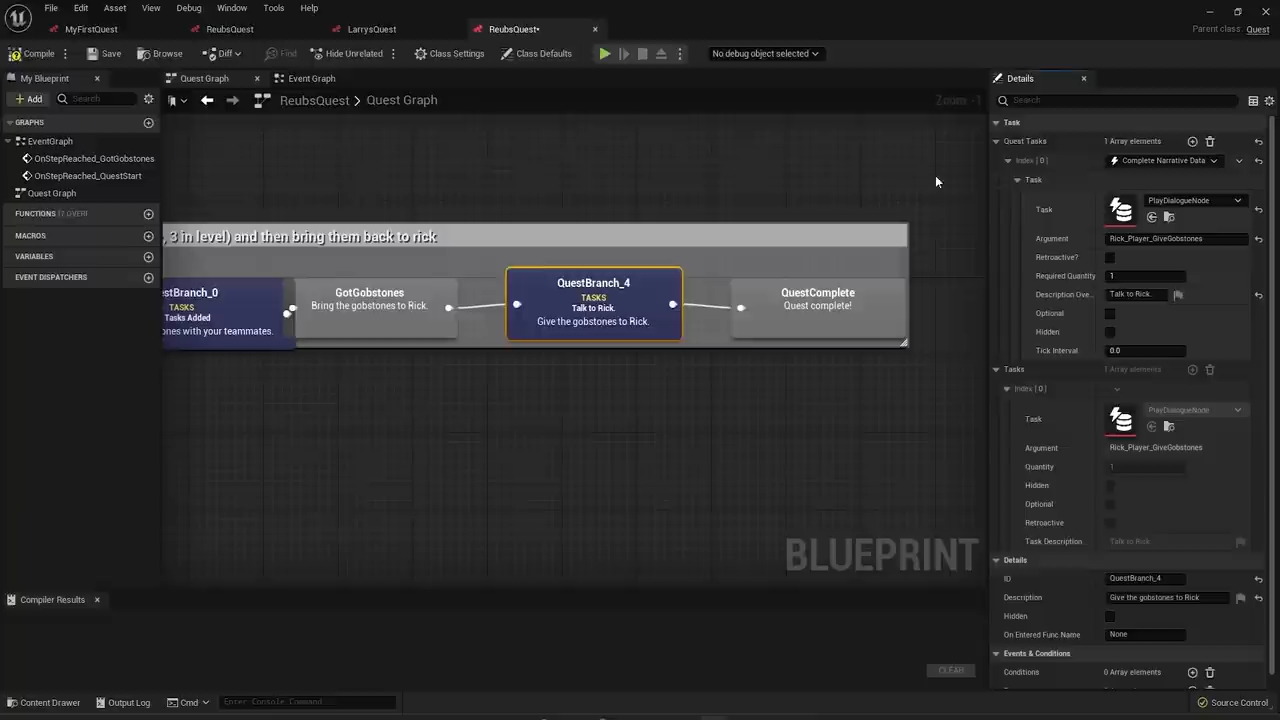 File Edit Asset View Debug Window Tools Help
MyFirstQuest
ReubsQuest
LarrysQuest
ReubsQuest•
Parent class: Quest
Compile
Save
Browse
Diff
Find
Hide Unrelated
Class Settings
Class Defaults
No debug object selected
My Blueprint
Quest Graph
Event Graph
Details
Add
Search
ReubsQuest
Quest Graph
Zoom -1
Search
GRAPHS
EventGraph
OnStepReached_GotGobstones
OnStepReached_QuestStart
Quest Graph
FUNCTIONS
MACROS
VARIABLES
EVENT DISPATCHERS
, 3 in level) and then bring them back to rick
stBranch_0
TASKS
Tasks Added
ones with your teammates.
GotGobstones
Bring the gobstones to Rick.
QuestBranch_4
TASKS
Talk to Rick.
Give the gobstones to Rick.
QuestComplete
Quest complete!
BLUEPRINT
Task
Quest Tasks
1 Array elements
Index [ 0 ]
Complete Narrative Data
Task
Task
PlayDialogueNode
Argument
Rick_Player_GiveGobstones
Retroactive?
Required Quantity
1
Description Ove...
Talk to Rick.
Optional
Hidden
Tick Interval
0.0
Tasks
1 Array elements
Index [ 0 ]
Task
PlayDialogueNode
Argument
Rick_Player_GiveGobstones
Quantity
1
Hidden
Optional
Retroactive
Task Description
Talk to Rick.
Details
ID
QuestBranch_4
Description
Give the gobstones to Rick
Hidden
On Entered Func Name
None
Events & Conditions
Conditions
0 Array elements
Compiler Results
CLEAR
Content Drawer
Output Log
Cmd
Enter Console Command
Source Control